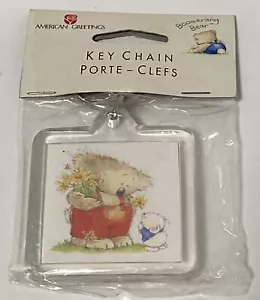 AMERICAN GREETINGS
Boomerang
Bear
KEY CHAIN
PORTE-CLEFS